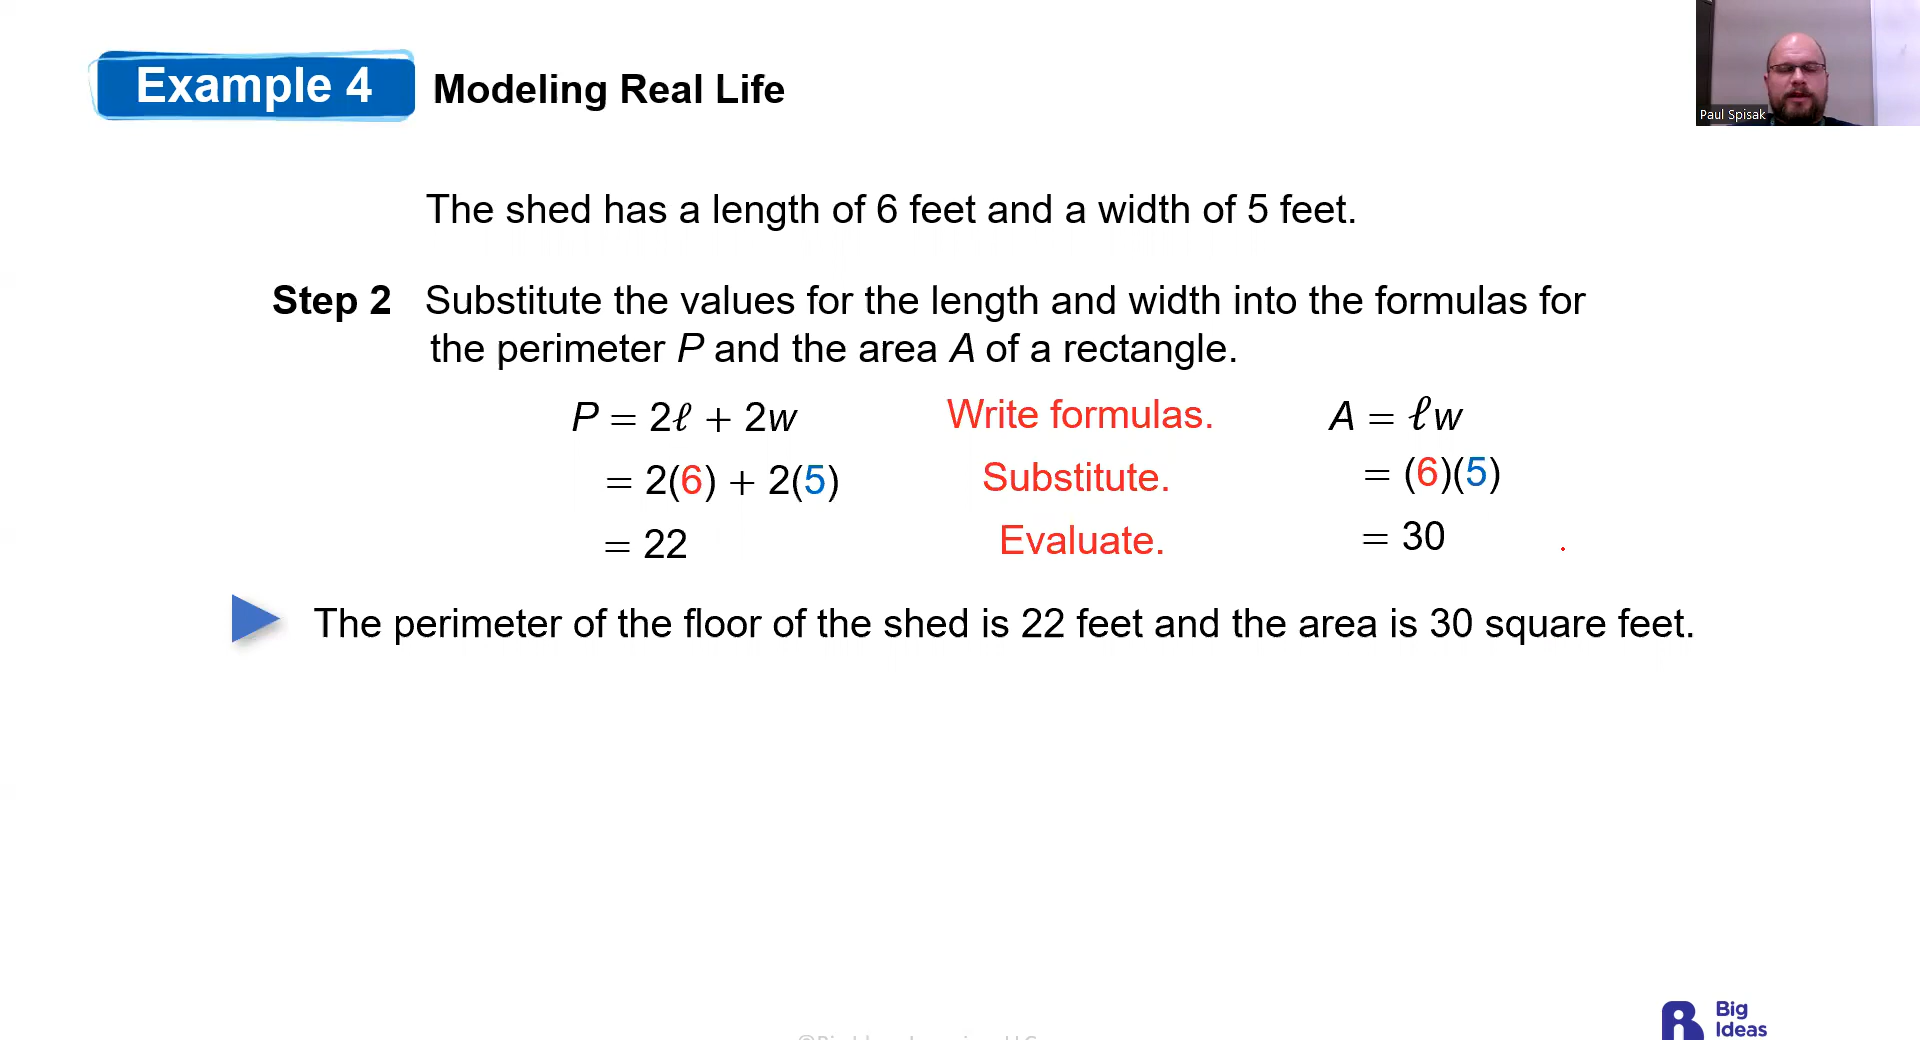 Example 4 Modeling Real Life
Paul Spisak
The shed has a length of 6 feet and a width of 5 feet.
Step 2 Substitute the values for the length and width into the formulas for
the perimeter P and the area A of a rectangle.
P = 2ℓ + 2w Write formulas. A = ℓw
= 2(6) + 2(5) Substitute. = (6)(5)
= 22 Evaluate. = 30
The perimeter of the floor of the shed is 22 feet and the area is 30 square feet.
Big
Ideas